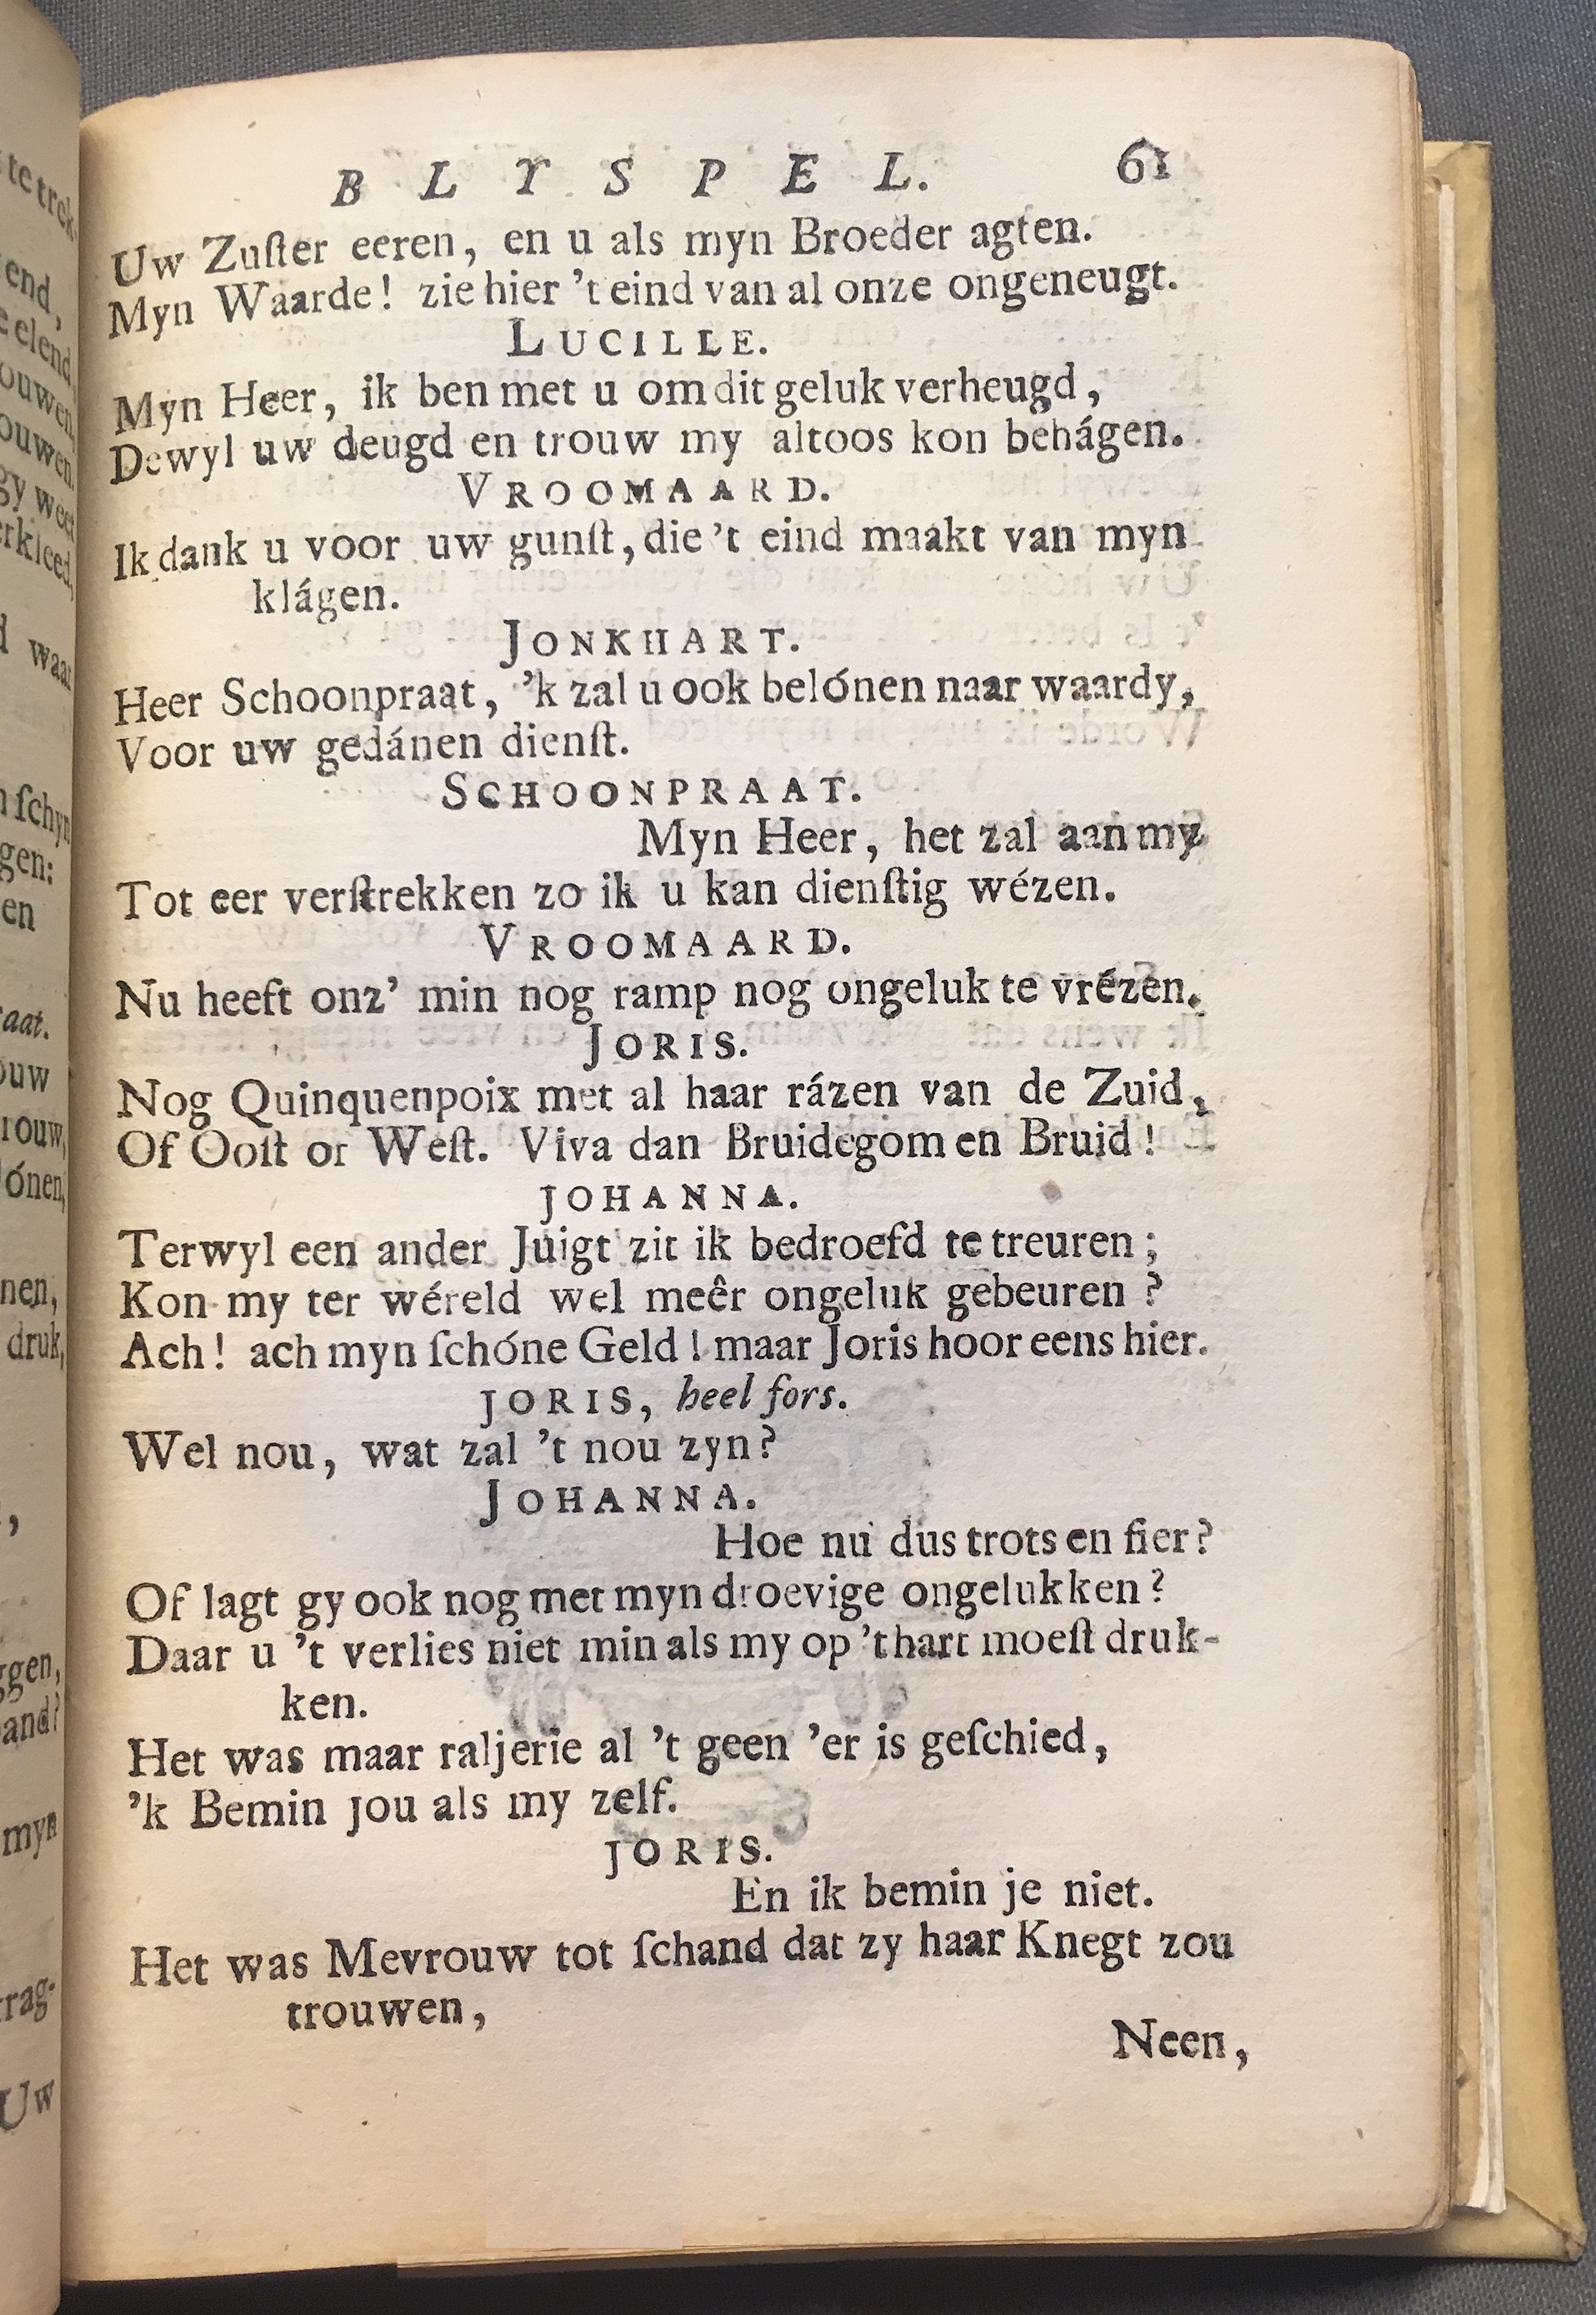 BLYSPEL. 61
Uw Zuſter eeren, en u als myn Broeder agten.
Myn Waarde! zie hier 't eind van al onze ongeneugt.
LUCILLE.
Myn Heer, ik ben met u om dit geluk verheugd,
Dewyl uw deugd en trouw my altoos kon behágen.
VROOMAARD.
Ik dank u voor uw gunſt, die 't eind maakt van myn
klágen.
JONKHART.
Heer Schoonpraat, 'k zal u ook belónen naar waardy,
Voor uw gedánen dienſt.
SCHOONPRAAT.
Myn Heer, het zal aan my
Tot eer verſtrekken zo ik u kan dienſtig wézen.
VROOMAARD.
Nu heeft onz' min nog ramp nog ongeluk te vrézen.
JORIS.
Nog Quinquenpoix met al haar rázen van de Zuid,
Of Ooſt of Weſt. Viva dan Bruidegom en Bruid!
JOHANNA.
Terwyl een ander Juigt zit ik bedroefd te treuren;
Kon my ter wéreld wel meêr ongeluk gebeuren?
Ach! ach myn ſchóne Geld! maar Joris hoor eens hier.
JORIS, heel fors.
Wel nou, wat zal 't nou zyn?
JOHANNA.
Hoe nu dus trots en fier?
Of lagt gy ook nog met myn droevige ongelukken?
Daar u 't verlies niet min als my op 't hart moeſt druk-
ken.
Het was maar raljerie al 't geen 'er is geſchied,
'k Bemin jou als my zelf.
JORIS.
En ik bemin je niet.
Het was Mevrouw tot ſchand dat zy haar Knegt zou
trouwen,
Neen,